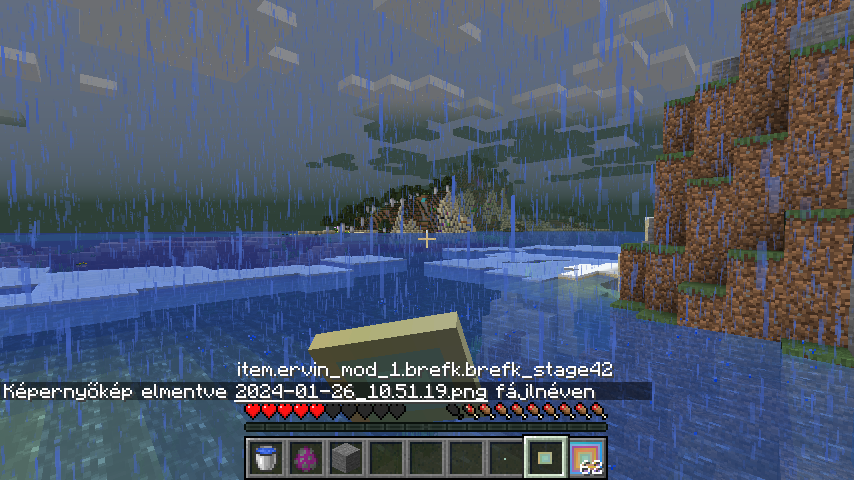 item.ervin_mod_1.brefk.brefk_stage42
Képernyőkép elmentve 2024-01-26_10.51.19.png fájlnéven
62